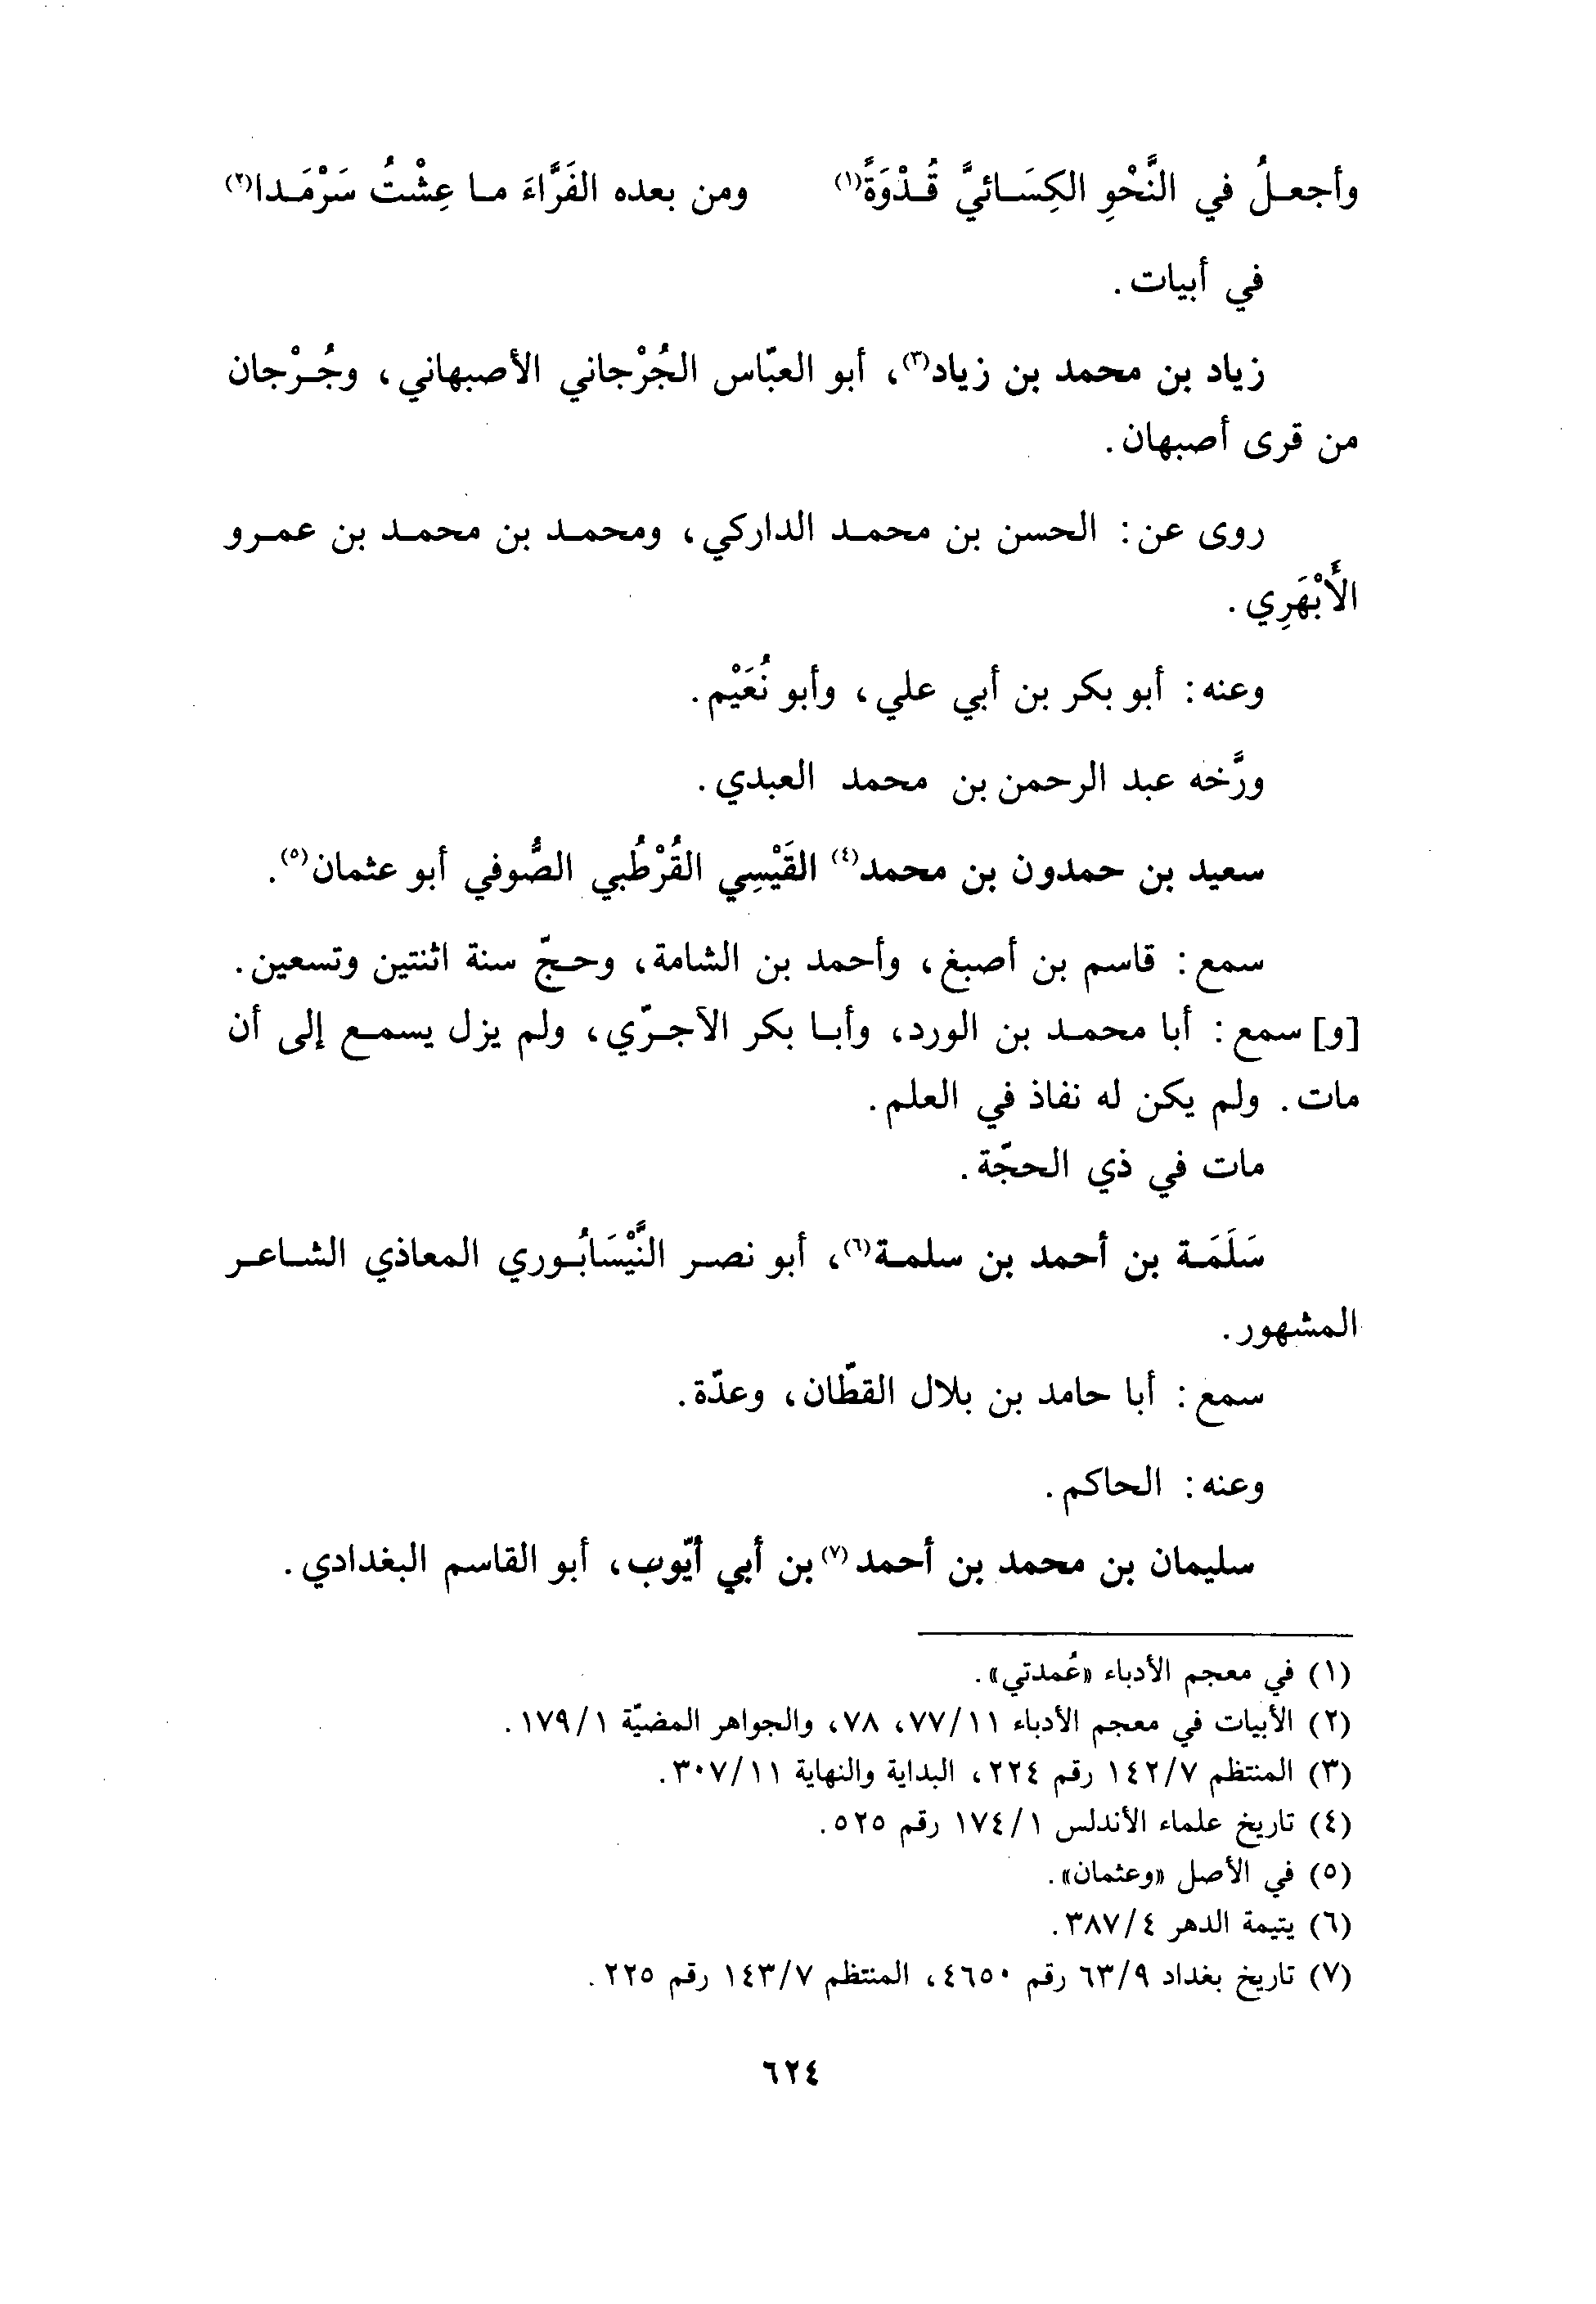 وأجعلُ في النَّحْوِ الكِسَائيَّ قُدْوَةً(١) ومن بعده الفَرَّاءَ ما عِشْتُ سَرْمَدا(٢)
في أبيات.
زياد بن محمد بن زياد(٣)، أبو العبّاس الجُرْجاني الأصبهاني، وجُرْجان
من قرى أصبهان.
روى عن: الحسن بن محمد الداركي، ومحمد بن محمد بن عمرو
الأَبْهَرِي.
وعنه: أبو بكر بن أبي علي، وأبو نُعَيْم.
ورَّخه عبد الرحمن بن محمد العبدي.
سعيد بن حمدون بن محمد(٤) القَيْسِي القُرْطُبي الصُّوفي أبو عثمان(٥).
سمع: قاسم بن أصبغ، وأحمد بن الشامة، وحجّ سنة اثنتين وتسعين.
[و] سمع: أبا محمد بن الورد، وأبا بكر الآجرّي، ولم يزل يسمع إلى أن
مات. ولم يكن له نفاذ في العلم.
مات في ذي الحجّة.
سَلَمَة بن أحمد بن سلمة(٦)، أبو نصر النَّيْسَابُوري المعاذي الشاعر
المشهور.
سمع: أبا حامد بن بلال القطّان، وعدّة.
وعنه: الحاكم.
سليمان بن محمد بن أحمد(٧) بن أبي أيّوب، أبو القاسم البغدادي.
(١) في معجم الأدباء «عُمدتي».
(٢) الأبيات في معجم الأدباء ٧٧/١١، ٧٨، والجواهر المضيّة ١٧٩/١.
(٣) المنتظم ١٤٢/٧ رقم ٢٢٤، البداية والنهاية ٣٠٧/١١.
(٤) تاريخ علماء الأندلس ١٧٤/١ رقم ٥٢٥.
(٥) في الأصل «وعثمان».
(٦) يتيمة الدهر ٣٨٧/٤.
(٧) تاريخ بغداد ٦٣/٩ رقم ٤٦٥٠، المنتظم ١٤٣/٧ رقم ٢٢٥.
٦٢٤